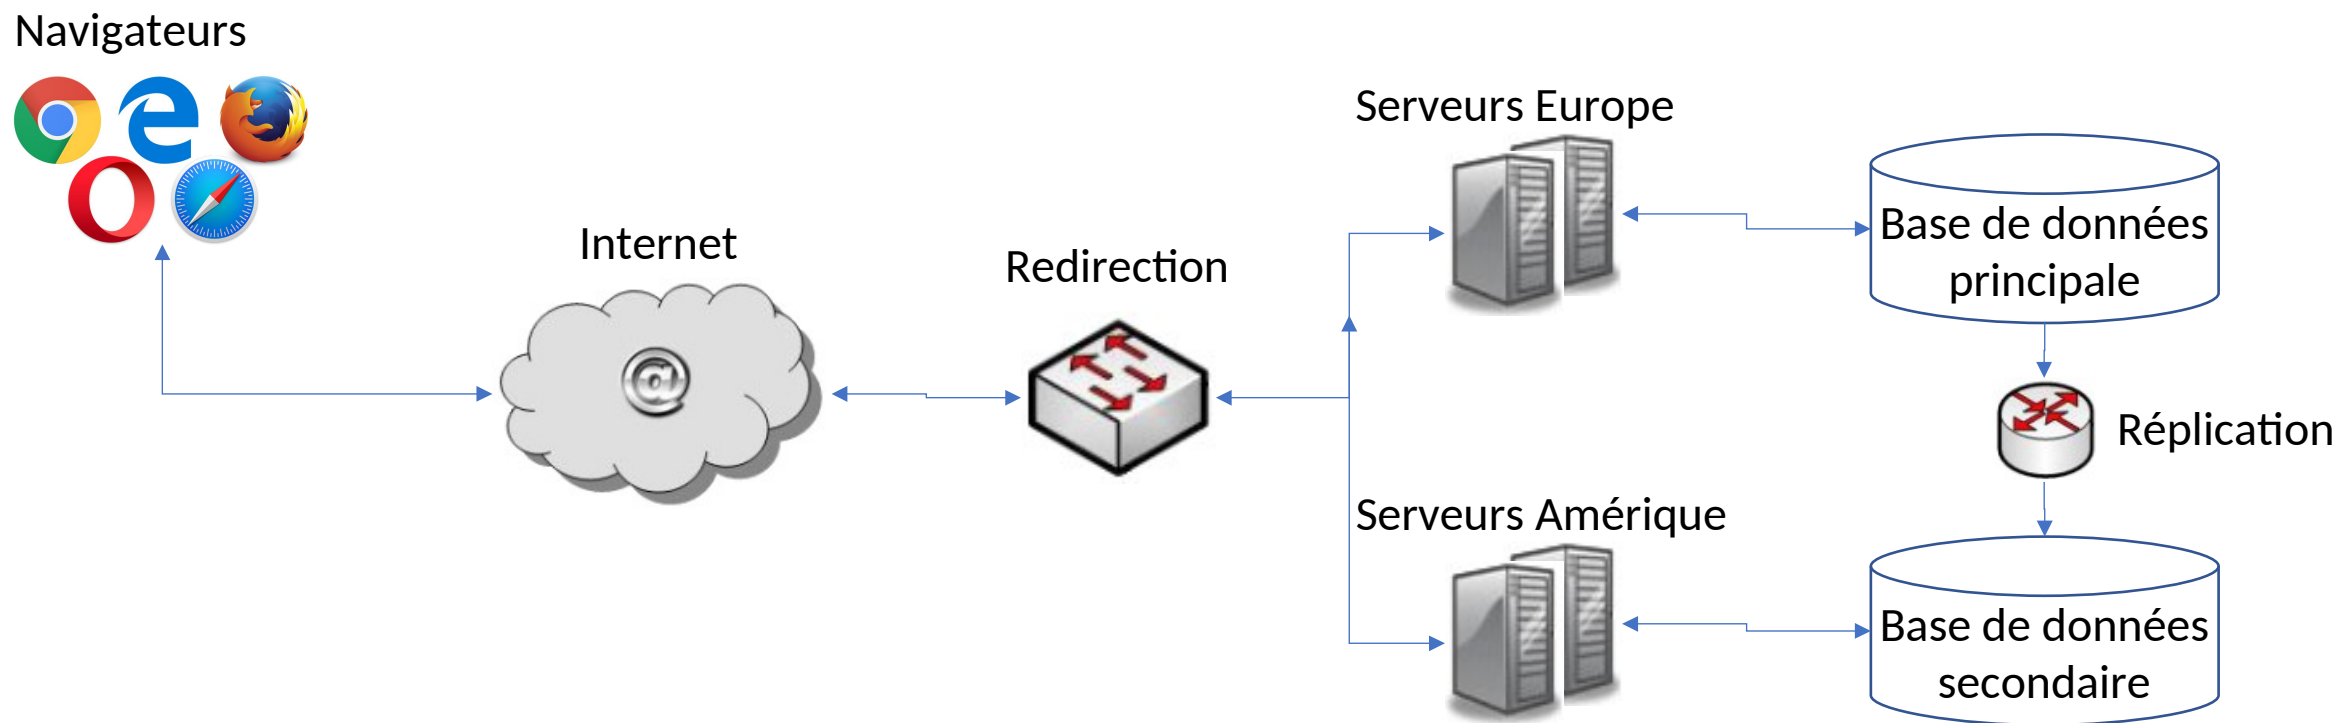 Navigateurs
Internet
@
Redirection
Serveurs Europe
Base de données
principale
Réplication
Serveurs Amérique
Base de données
secondaire